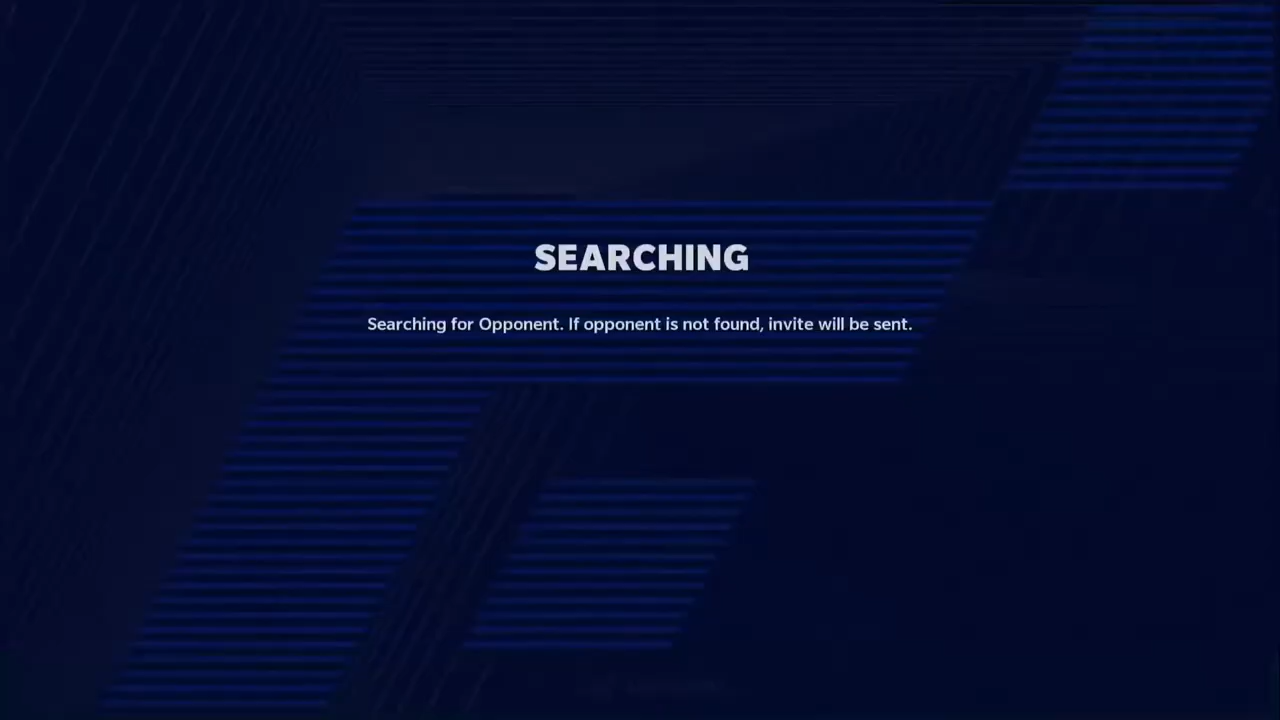 SEARCHING
Searching for Opponent. If opponent is not found, invite will be sent.